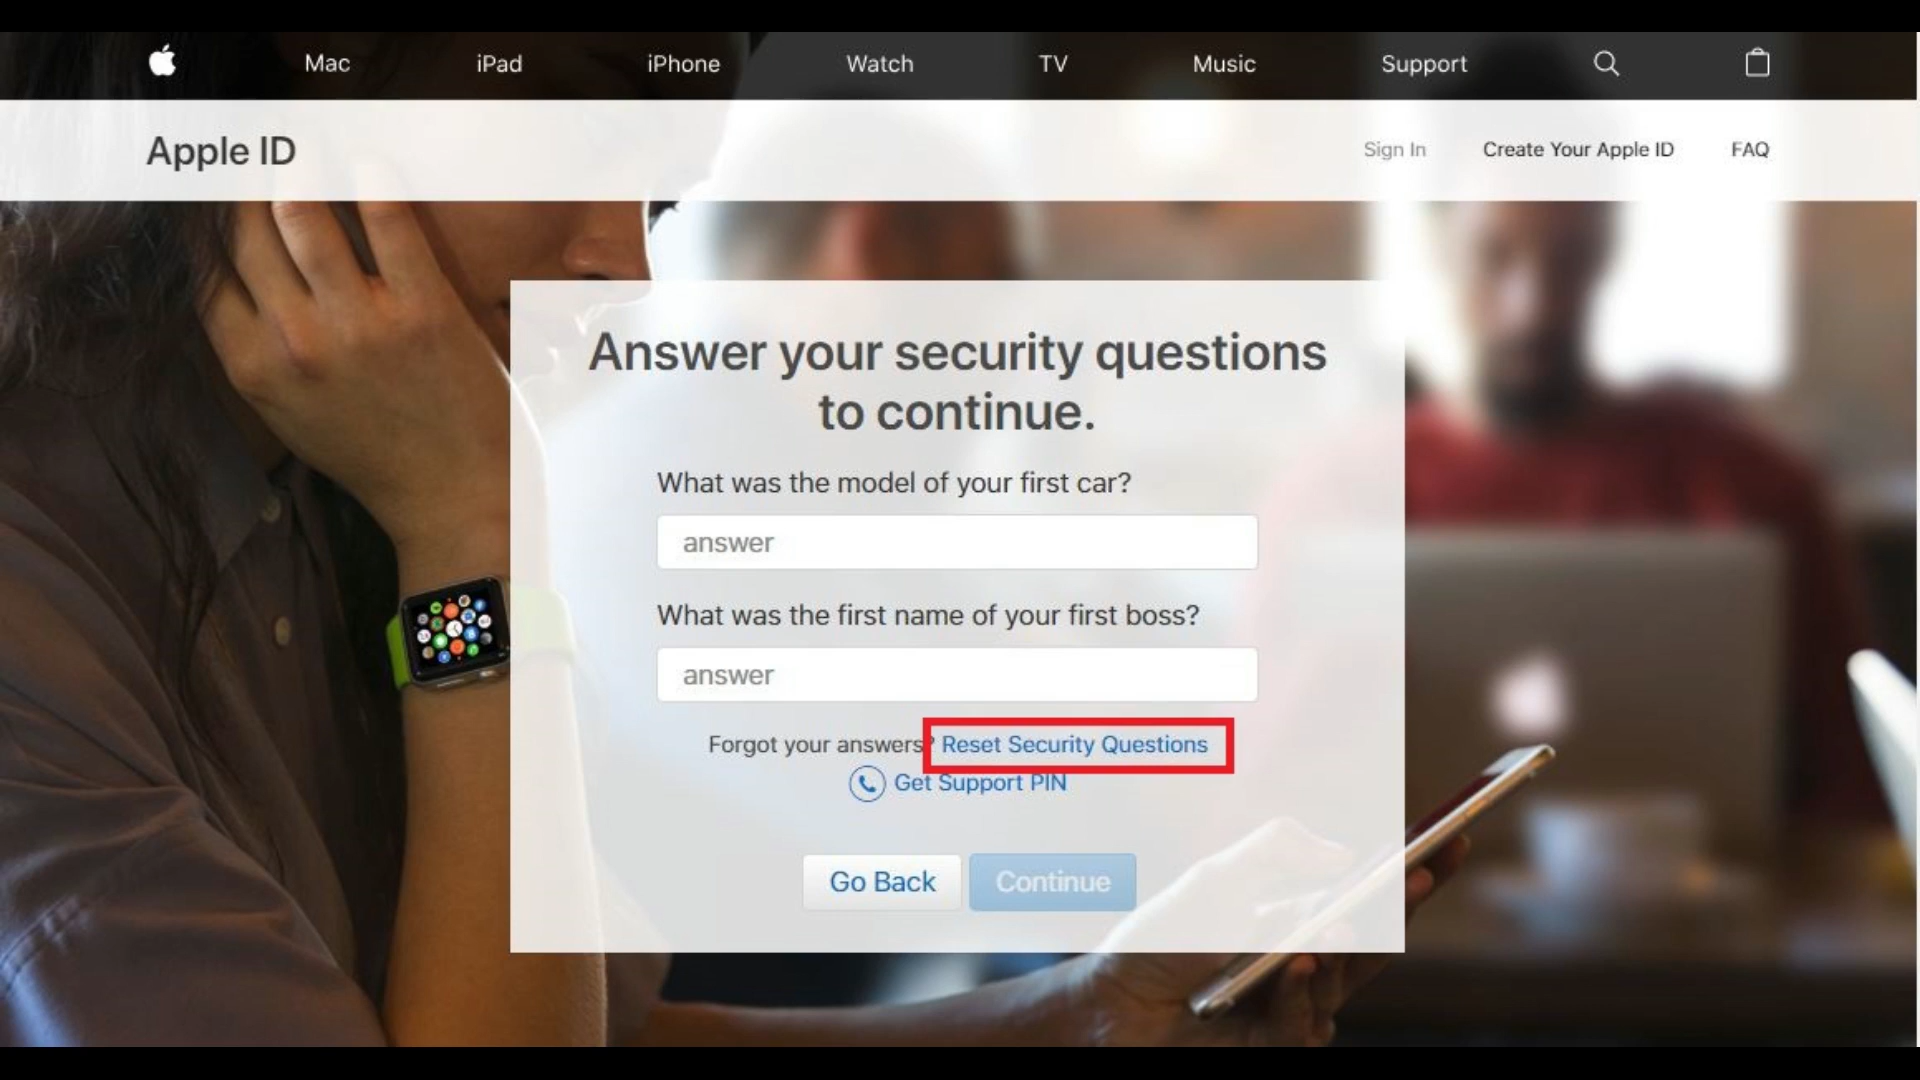 Mac iPad iPhone Watch TV Music Support
Apple ID
Sign In Create Your Apple ID FAQ
Answer your security questions
to continue.
What was the model of your first car?
answer
What was the first name of your first boss?
answer
Forgot your answers? Reset Security Questions
Get Support PIN
Go Back Continue